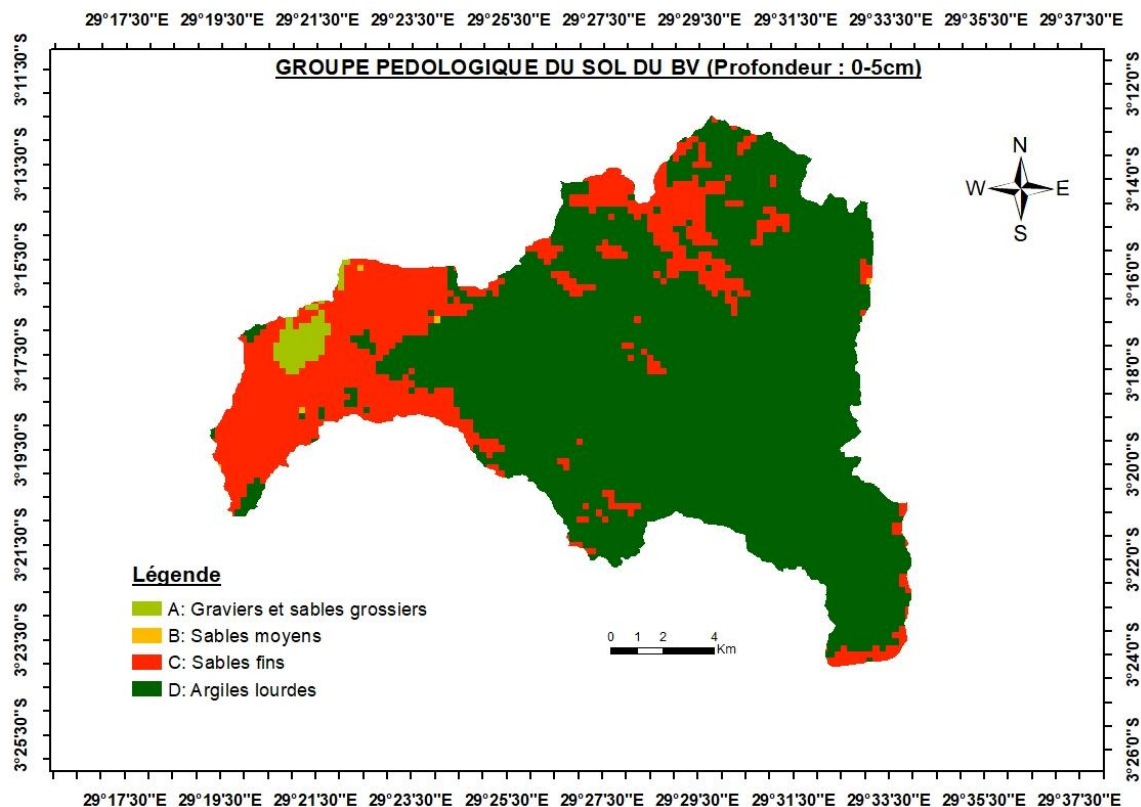 29°17'30"E 29°19'30"E 29°21'30"E 29°23'30"E 29°25'30"E 29°27'30"E 29°29'30"E 29°31'30"E 29°33'30"E 29°35'30"E 29°37'30"E
GROUPE PEDOLOGIQUE DU SOL DU BV (Profondeur : 0-5cm)
N
W
E
S
3°11'30"S
3°13'30"S
3°15'30"S
3°17'30"S
3°19'30"S
3°21'30"S
3°23'30"S
3°25'30"S
3°12'0"S
3°14'0"S
3°16'0"S
3°18'0"S
3°20'0"S
3°22'0"S
3°24'0"S
3°26'0"S
Légende
A: Graviers et sables grossiers
B: Sables moyens
C: Sables fins
D: Argiles lourdes
0 1 2 4
Km
29°17'30"E 29°19'30"E 29°21'30"E 29°23'30"E 29°25'30"E 29°27'30"E 29°29'30"E 29°31'30"E 29°33'30"E 29°35'30"E 29°37'30"E